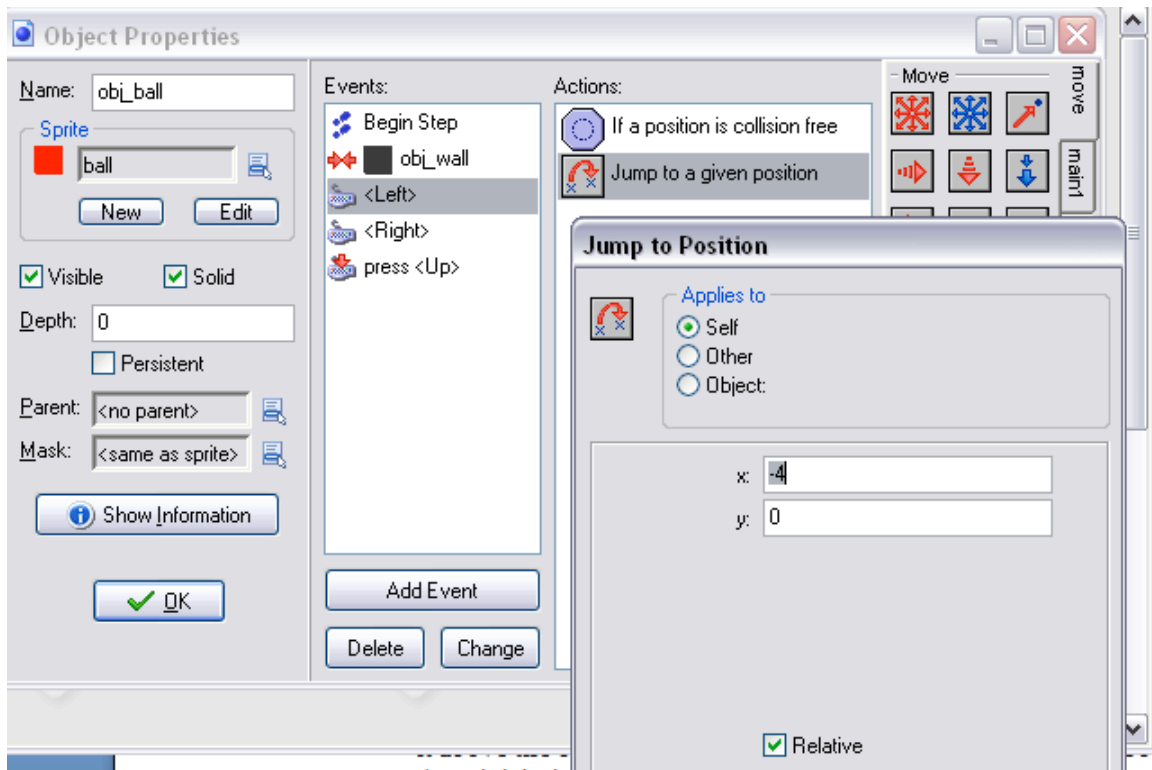 Object Properties
Name: obj_ball
Sprite
ball
New Edit
Visible Solid
Depth: 0
Persistent
Parent: <no parent>
Mask: <same as sprite>
Show Information
OK
Events:
Begin Step
obj_wall
<Left>
<Right>
press <Up>
Add Event
Delete Change
Actions:
If a position is collision free
Jump to a given position
Move
move
main1
Jump to Position
Applies to
Self
Other
Object:
x: -4
y: 0
Relative